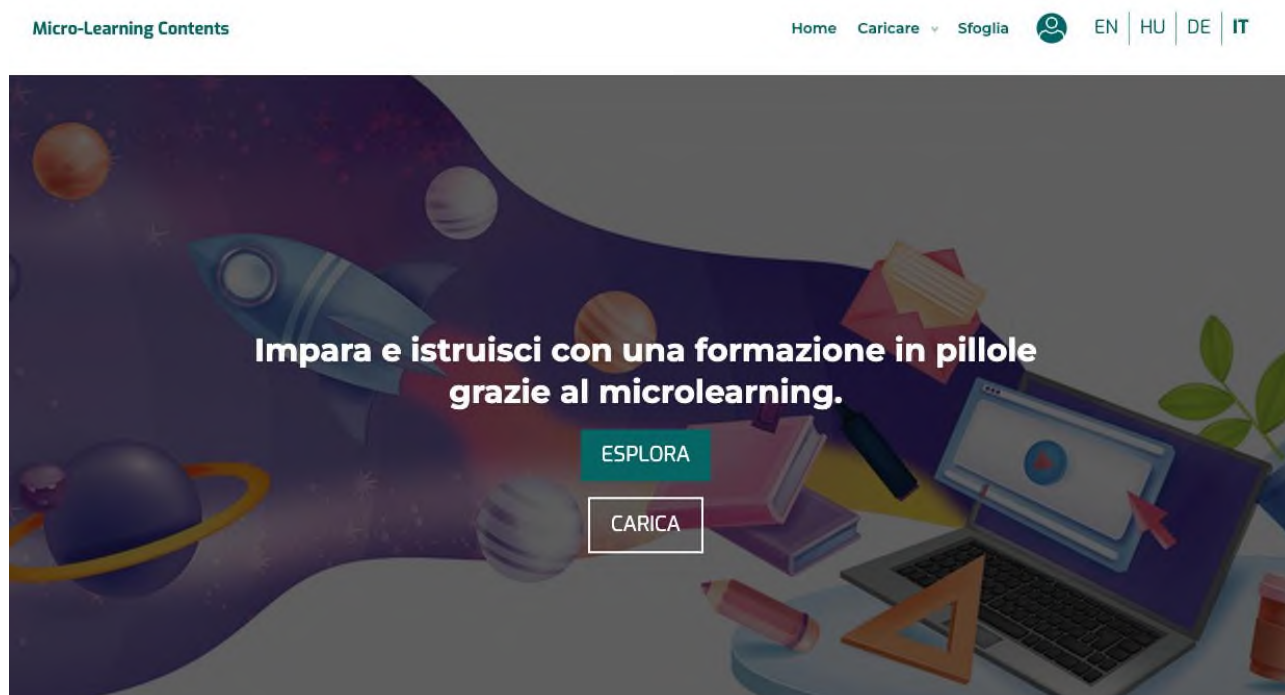 Micro-Learning Contents
Home Caricare Sfoglia EN | HU | DE | IT
Impara e istruisci con una formazione in pillole
grazie al microlearning.
ESPLORA
CARICA